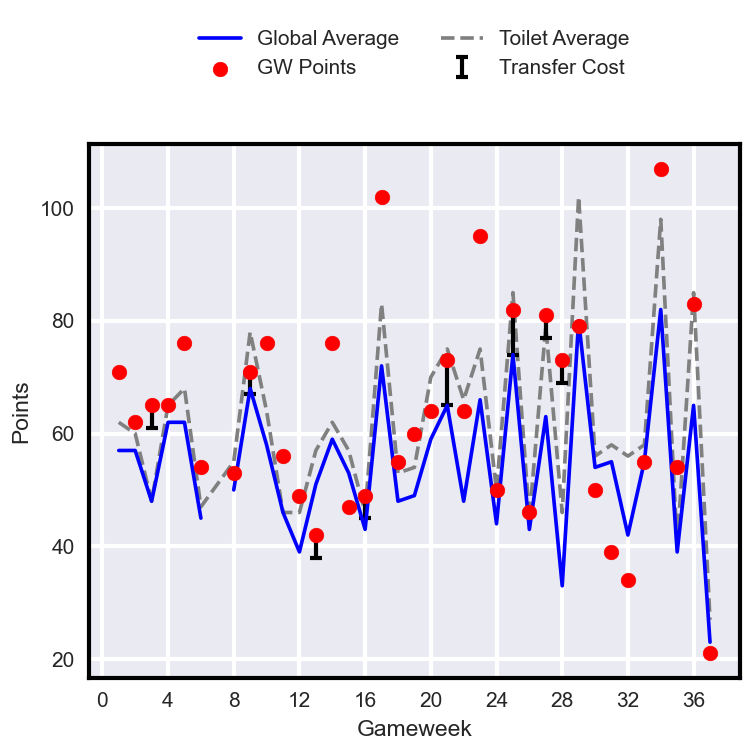 Global Average
Toilet Average
GW Points
Transfer Cost
100
80
60
40
20
Points
0 4 8 12 16 20 24 28 32 36
Gameweek